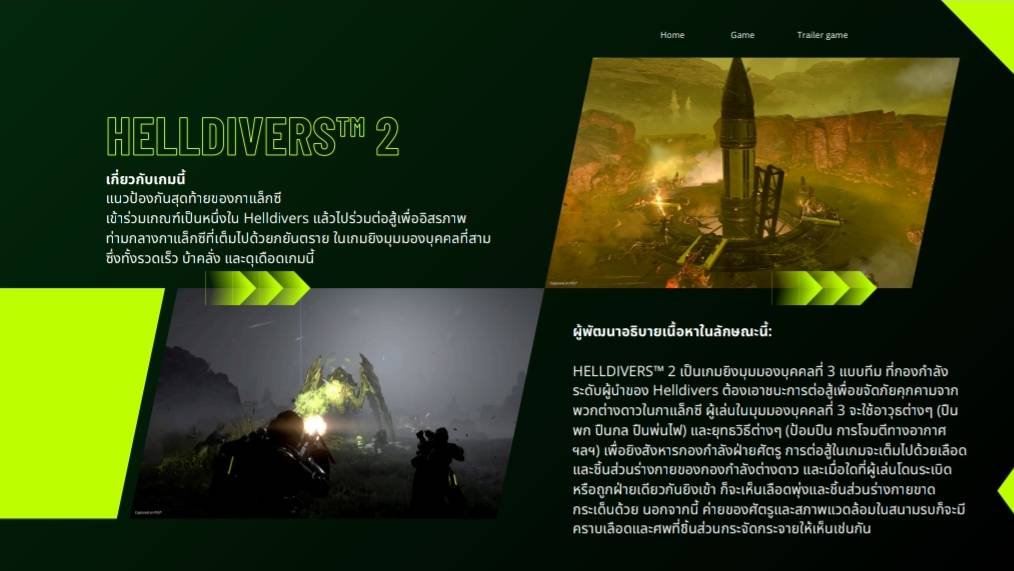 Home Game Trailer game
HELLDIVERS™ 2
เกี่ยวกับเกมนี้
แนวป้องกันสุดท้ายของกาแล็กซี
เข้าร่วมเกณฑ์เป็นหนึ่งใน Helldivers แล้วไปร่วมต่อสู้เพื่ออิสรภาพ
ท่ามกลางกาแล็กซีที่เต็มไปด้วยภยันตราย ในเกมยิงมุมมองบุคคลที่สาม
ซึ่งทั้งรวดเร็ว บ้าคลั่ง และดุเดือดเกมนี้
Captured on PS5™
Captured on PS5™
ผู้พัฒนาอธิบายเนื้อหาในลักษณะนี้:
HELLDIVERS™ 2 เป็นเกมยิงมุมมองบุคคลที่ 3 แบบทีม ที่กองกำลัง
ระดับผู้นำของ Helldivers ต้องเอาชนะการต่อสู้เพื่อขจัดภัยคุกคามจาก
พวกต่างดาวในกาแล็กซี ผู้เล่นในมุมมองบุคคลที่ 3 จะใช้อาวุธต่างๆ (ปืน
พก ปืนกล ปืนพ่นไฟ) และยุทธวิธีต่างๆ (ป้อมปืน การโจมตีทางอากาศ
ฯลฯ) เพื่อยิงสังหารกองกำลังฝ่ายศัตรู การต่อสู้ในเกมจะเต็มไปด้วยเลือด
และชิ้นส่วนร่างกายของกองกำลังต่างดาว และเมื่อใดที่ผู้เล่นโดนระเบิด
หรือถูกฝ่ายเดียวกันยิงเข้า ก็จะเห็นเลือดพุ่งและชิ้นส่วนร่างกายขาด
กระเด็นด้วย นอกจากนี้ ค่ายของศัตรูและสภาพแวดล้อมในสนามรบก็จะมี
คราบเลือดและศพที่ชิ้นส่วนกระจัดกระจายให้เห็นเช่นกัน